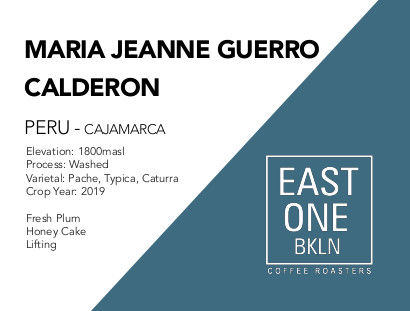 MARIA JEANNE GUERRO
CALDERON
PERU - CAJAMARCA
Elevation: 1800masl
Process: Washed
Varietal: Pache, Typica, Caturra
Crop Year: 2019
Fresh Plum
Honey Cake
Lifting
EAST
ONE
BKLN
COFFEE ROASTERS